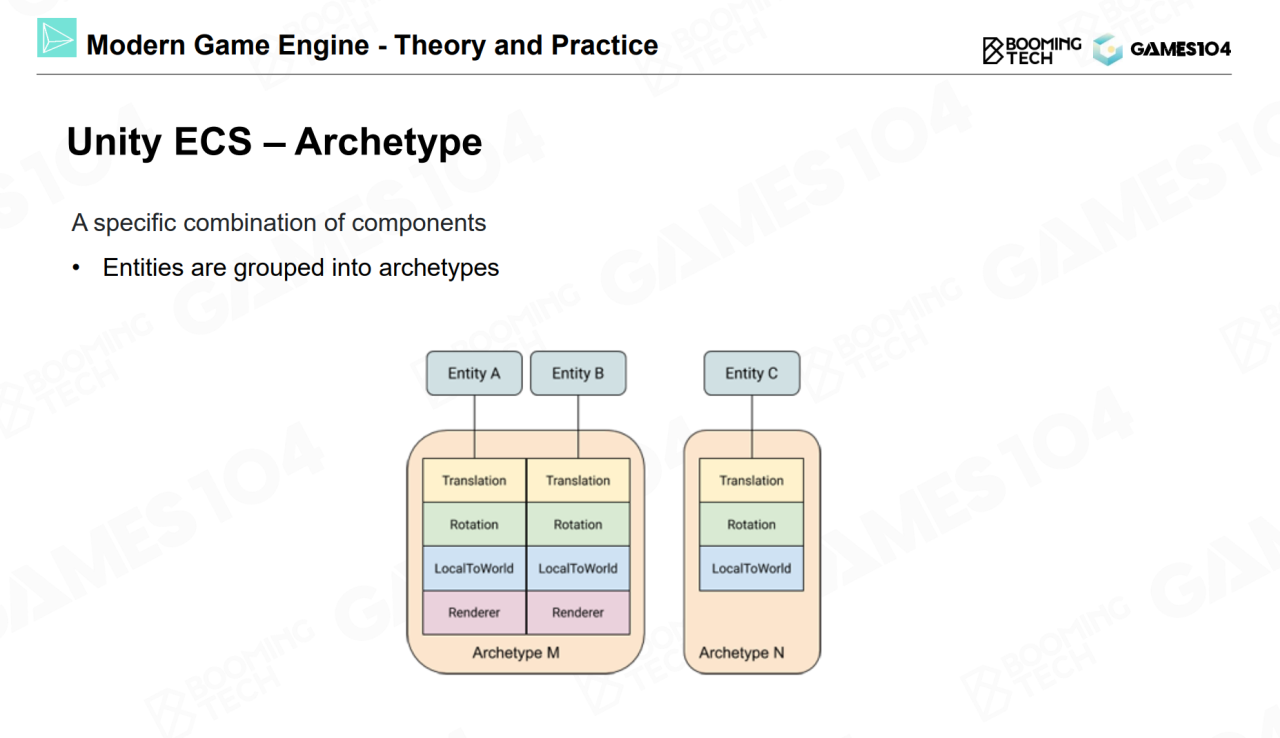 Modern Game Engine - Theory and Practice
BOOMING
TECH
GAMES104
Unity ECS – Archetype
A specific combination of components
• Entities are grouped into archetypes
Entity A Entity B Entity C
Translation Translation Translation
Rotation Rotation Rotation
LocalToWorld LocalToWorld LocalToWorld
Renderer Renderer
Archetype M Archetype N